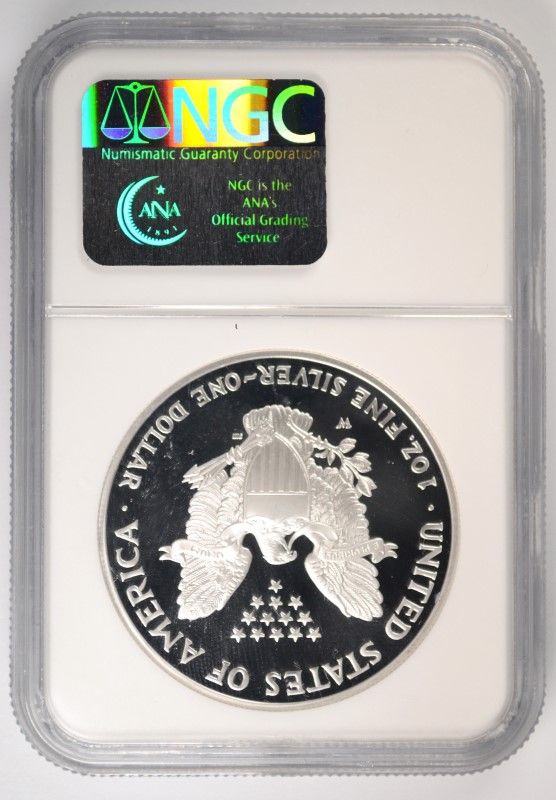 NGC
Numismatic Guaranty Corporation
ANA
1891
NGC is the
ANA's
Official Grading
Service
UNITED STATES OF AMERICA
1 OZ. FINE SILVER~ONE DOLLAR
W